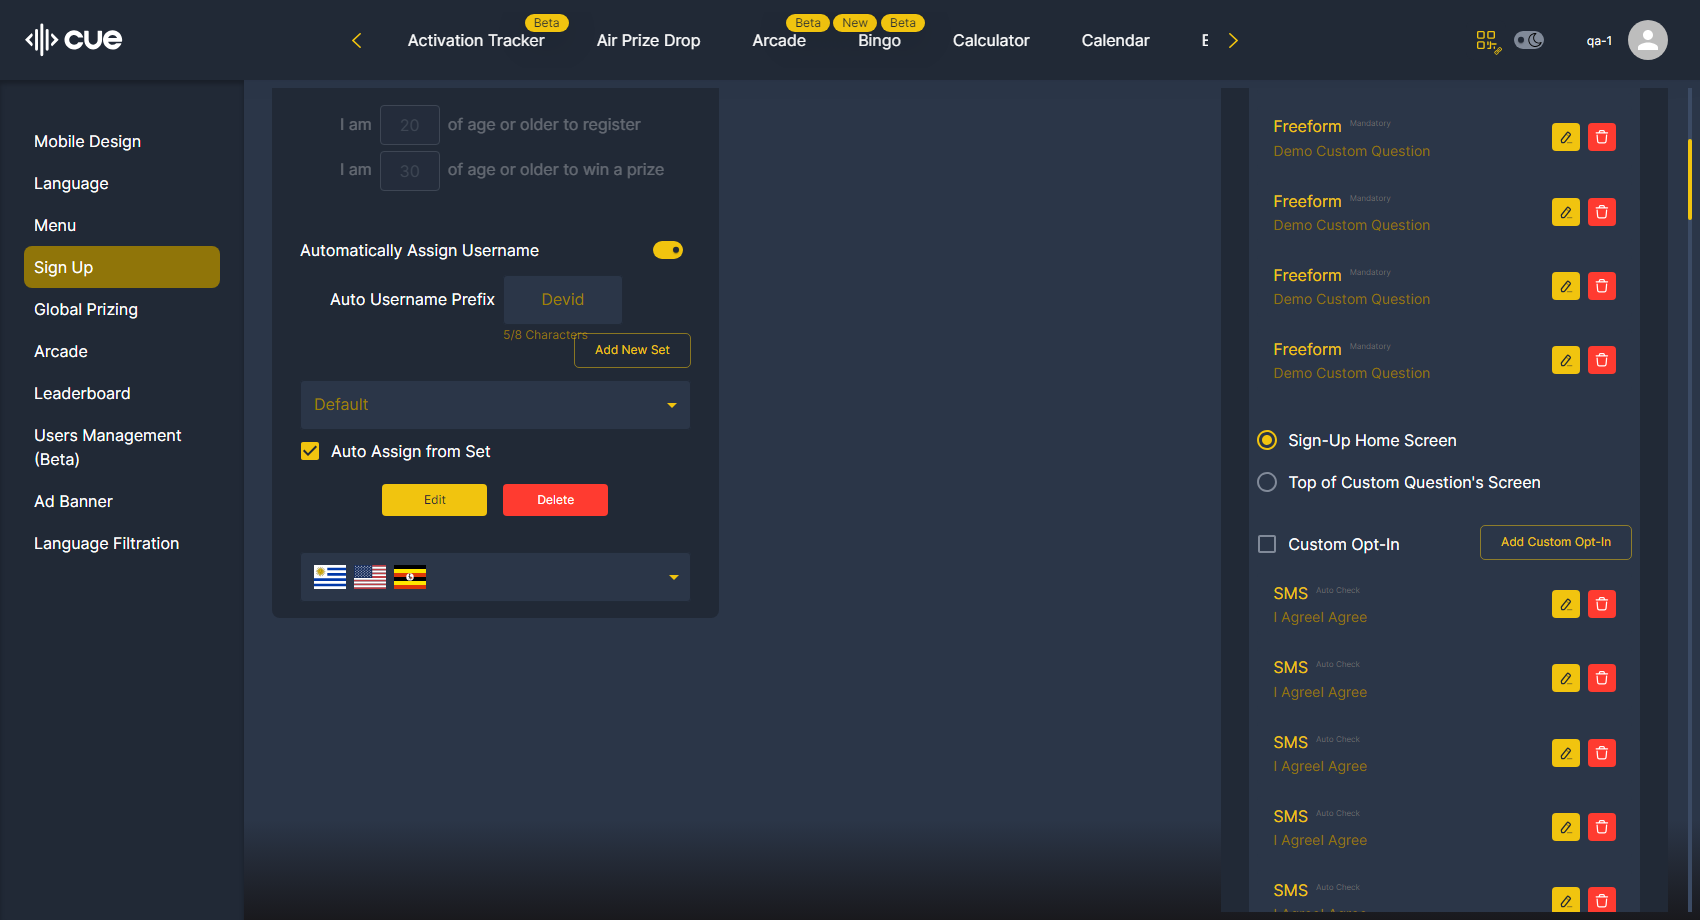 cue
Activation Tracker
Beta
Air Prize Drop
Arcade
Beta
New
Bingo
Beta
Calculator
Calendar
qa-1
Mobile Design
Language
Menu
Sign Up
Global Prizing
Arcade
Leaderboard
Users Management
(Beta)
Ad Banner
Language Filtration
I am 20 of age or older to register
I am 30 of age or older to win a prize
Automatically Assign Username
Auto Username Prefix Devid
5/8 Characters
Add New Set
Default
Auto Assign from Set
Edit Delete
Freeform Mandatory
Demo Custom Question
Freeform Mandatory
Demo Custom Question
Freeform Mandatory
Demo Custom Question
Freeform Mandatory
Demo Custom Question
Sign-Up Home Screen
Top of Custom Question's Screen
Custom Opt-In Add Custom Opt-In
SMS Auto Check
I AgreeI Agree
SMS Auto Check
I AgreeI Agree
SMS Auto Check
I AgreeI Agree
SMS Auto Check
I AgreeI Agree
SMS Auto Check